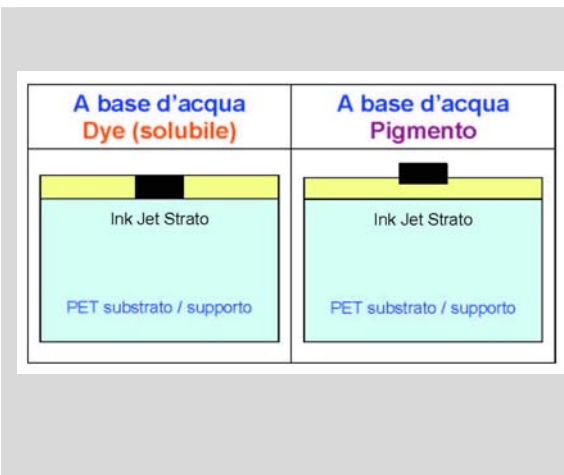 A base d'acqua
Dye (solubile)
A base d'acqua
Pigmento
Ink Jet Strato
PET substrato / supporto
Ink Jet Strato
PET substrato / supporto